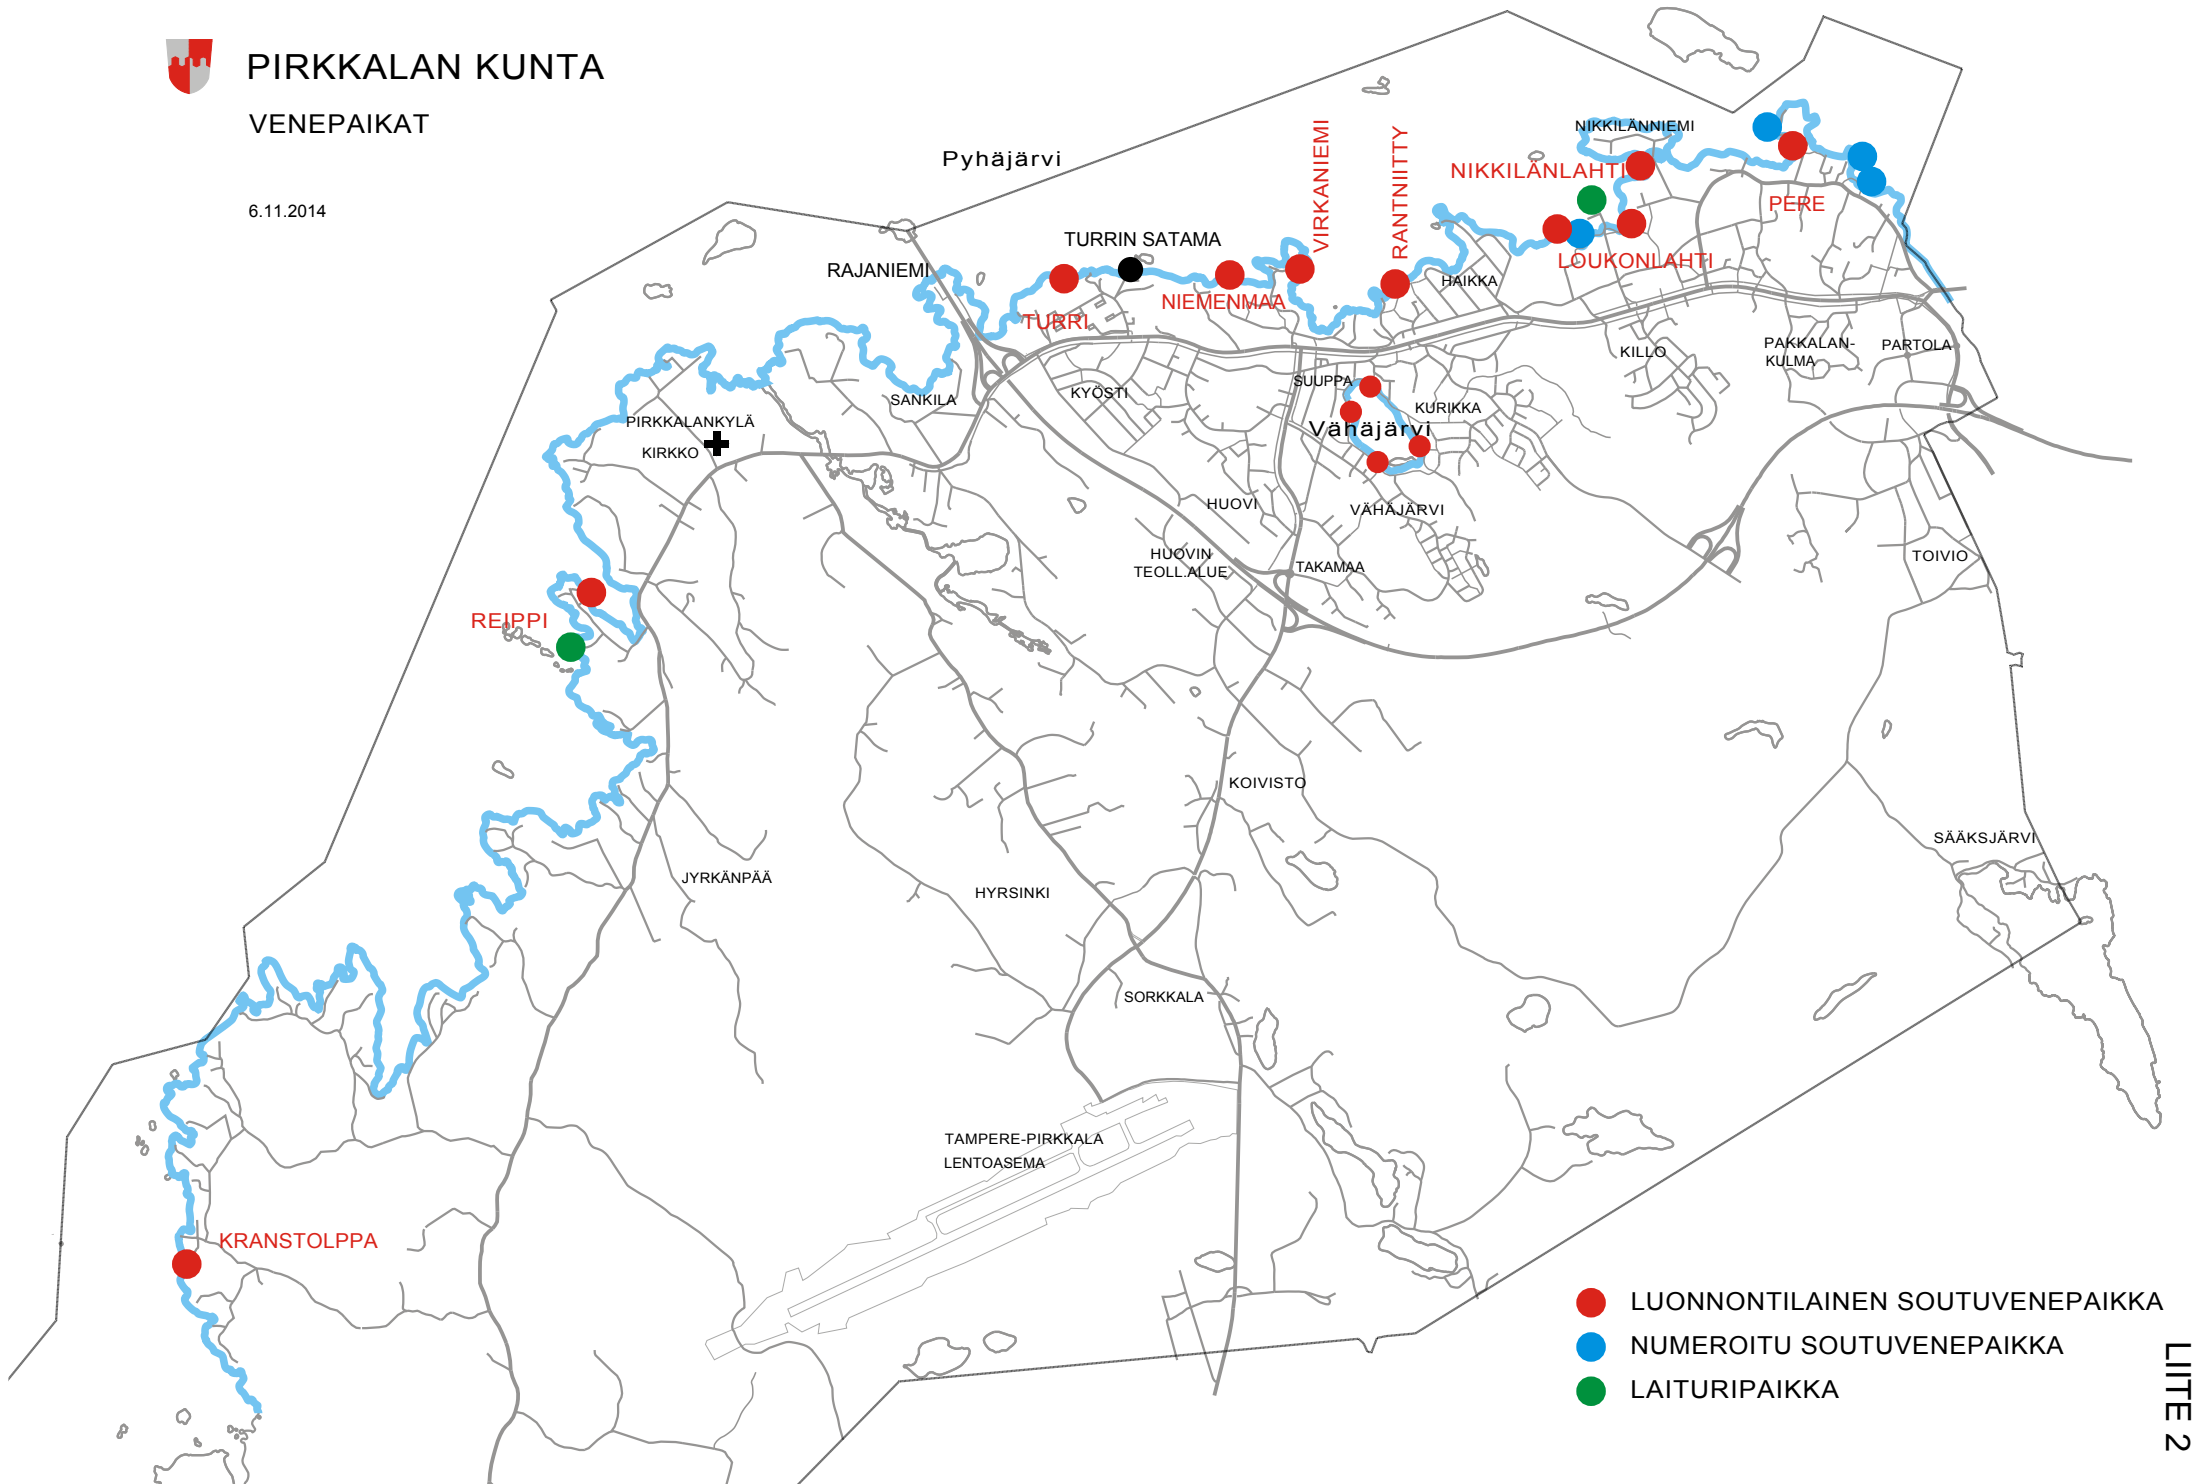 PIRKKALAN KUNTA
VENEPAIKAT
6.11.2014
Pyhäjärvi
NIKKILÄNNIEMI
VIRKANIEMI
RANTNIITTY
NIKKILÄNLAHTI
PERE
TURRIN SATAMA
RAJANIEMI
LOUKONLAHTI
HAIKKA
NIEMENMAA
TURRI
KILLO
PAKKALAN-
KULMA
PARTOLA
SUUPPA
KYÖSTI
SANKILA
KURIKKA
PIRKKALANKYLÄ
Vähäjärvi
KIRKKO
HUOVI
VÄHÄJÄRVI
HUOVIN
TEOLL.ALUE
TAKAMAA
TOIVIO
REIPPI
KOIVISTO
SÄÄKSJÄRVI
JYRKÄNPÄÄ
HYRSINKI
SORKKALA
TAMPERE-PIRKKALA
LENTOASEMA
KRANSTOLPPA
LUONNONTILAINEN SOUTUVENEPAIKKA
NUMEROITU SOUTUVENEPAIKKA
LAITURIPAIKKA
LIITE 2